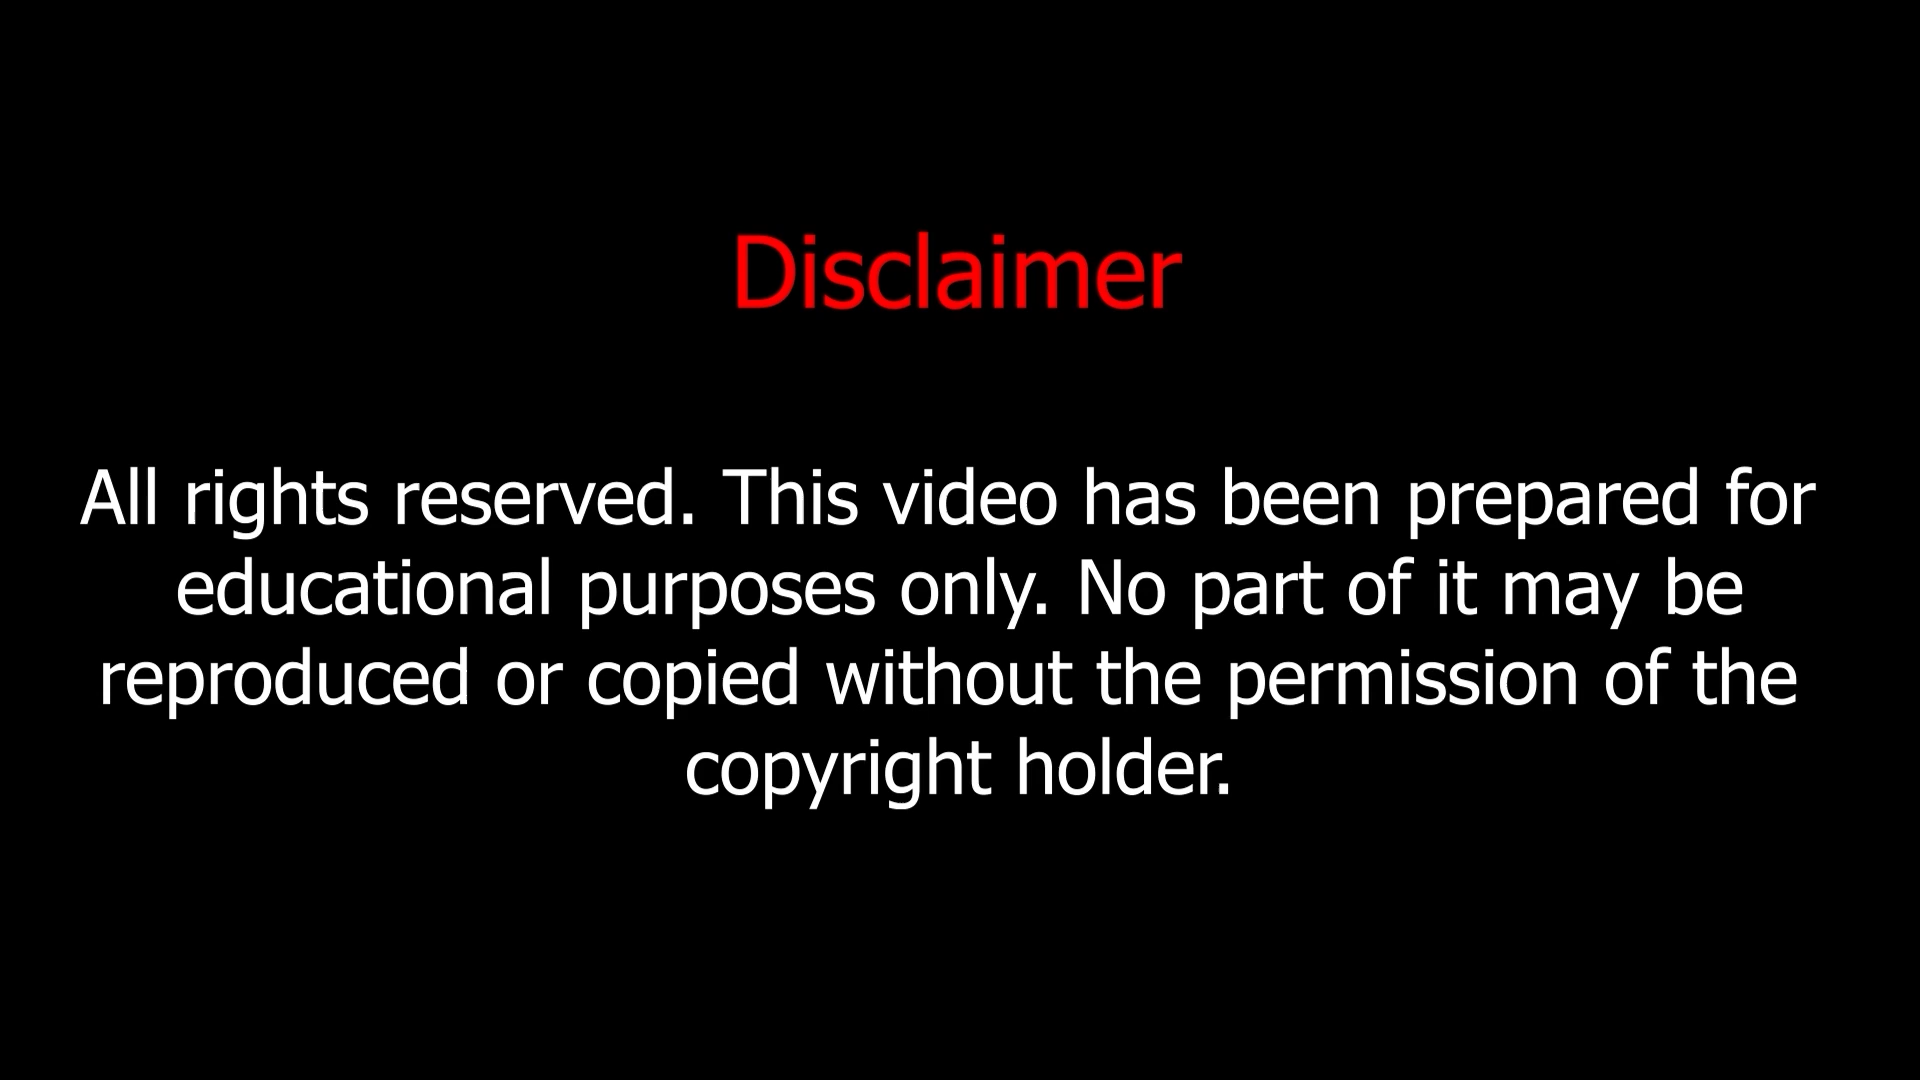 Disclaimer
All rights reserved. This video has been prepared for
educational purposes only. No part of it may be
reproduced or copied without the permission of the
copyright holder.